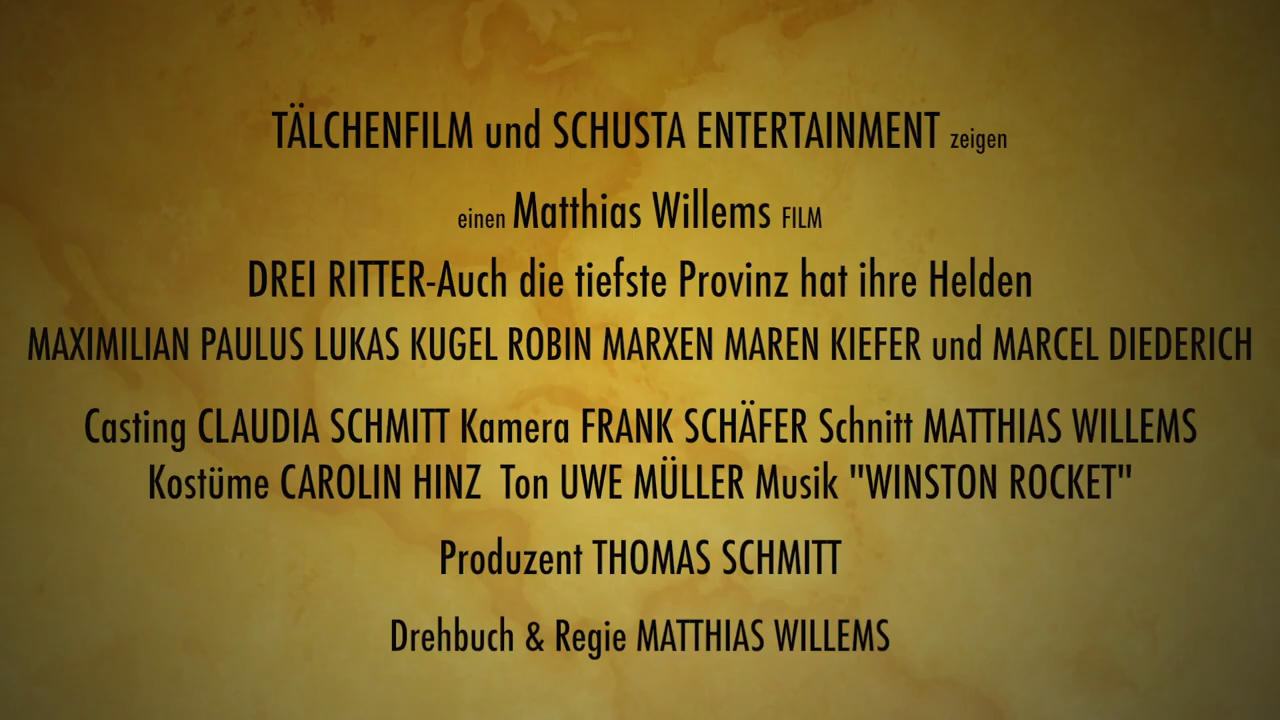 TÄLCHENFILM und SCHUSTA ENTERTAINMENT zeigen
einen Matthias Willems FILM
DREI RITTER-Auch die tiefste Provinz hat ihre Helden
MAXIMILIAN PAULUS LUKAS KUGEL ROBIN MARXEN MAREN KIEFER und MARCEL DIEDERICH
Casting CLAUDIA SCHMITT Kamera FRANK SCHÄFER Schnitt MATTHIAS WILLEMS
Kostüme CAROLIN HINZ Ton UWE MÜLLER Musik "WINSTON ROCKET"
Produzent THOMAS SCHMITT
Drehbuch & Regie MATTHIAS WILLEMS